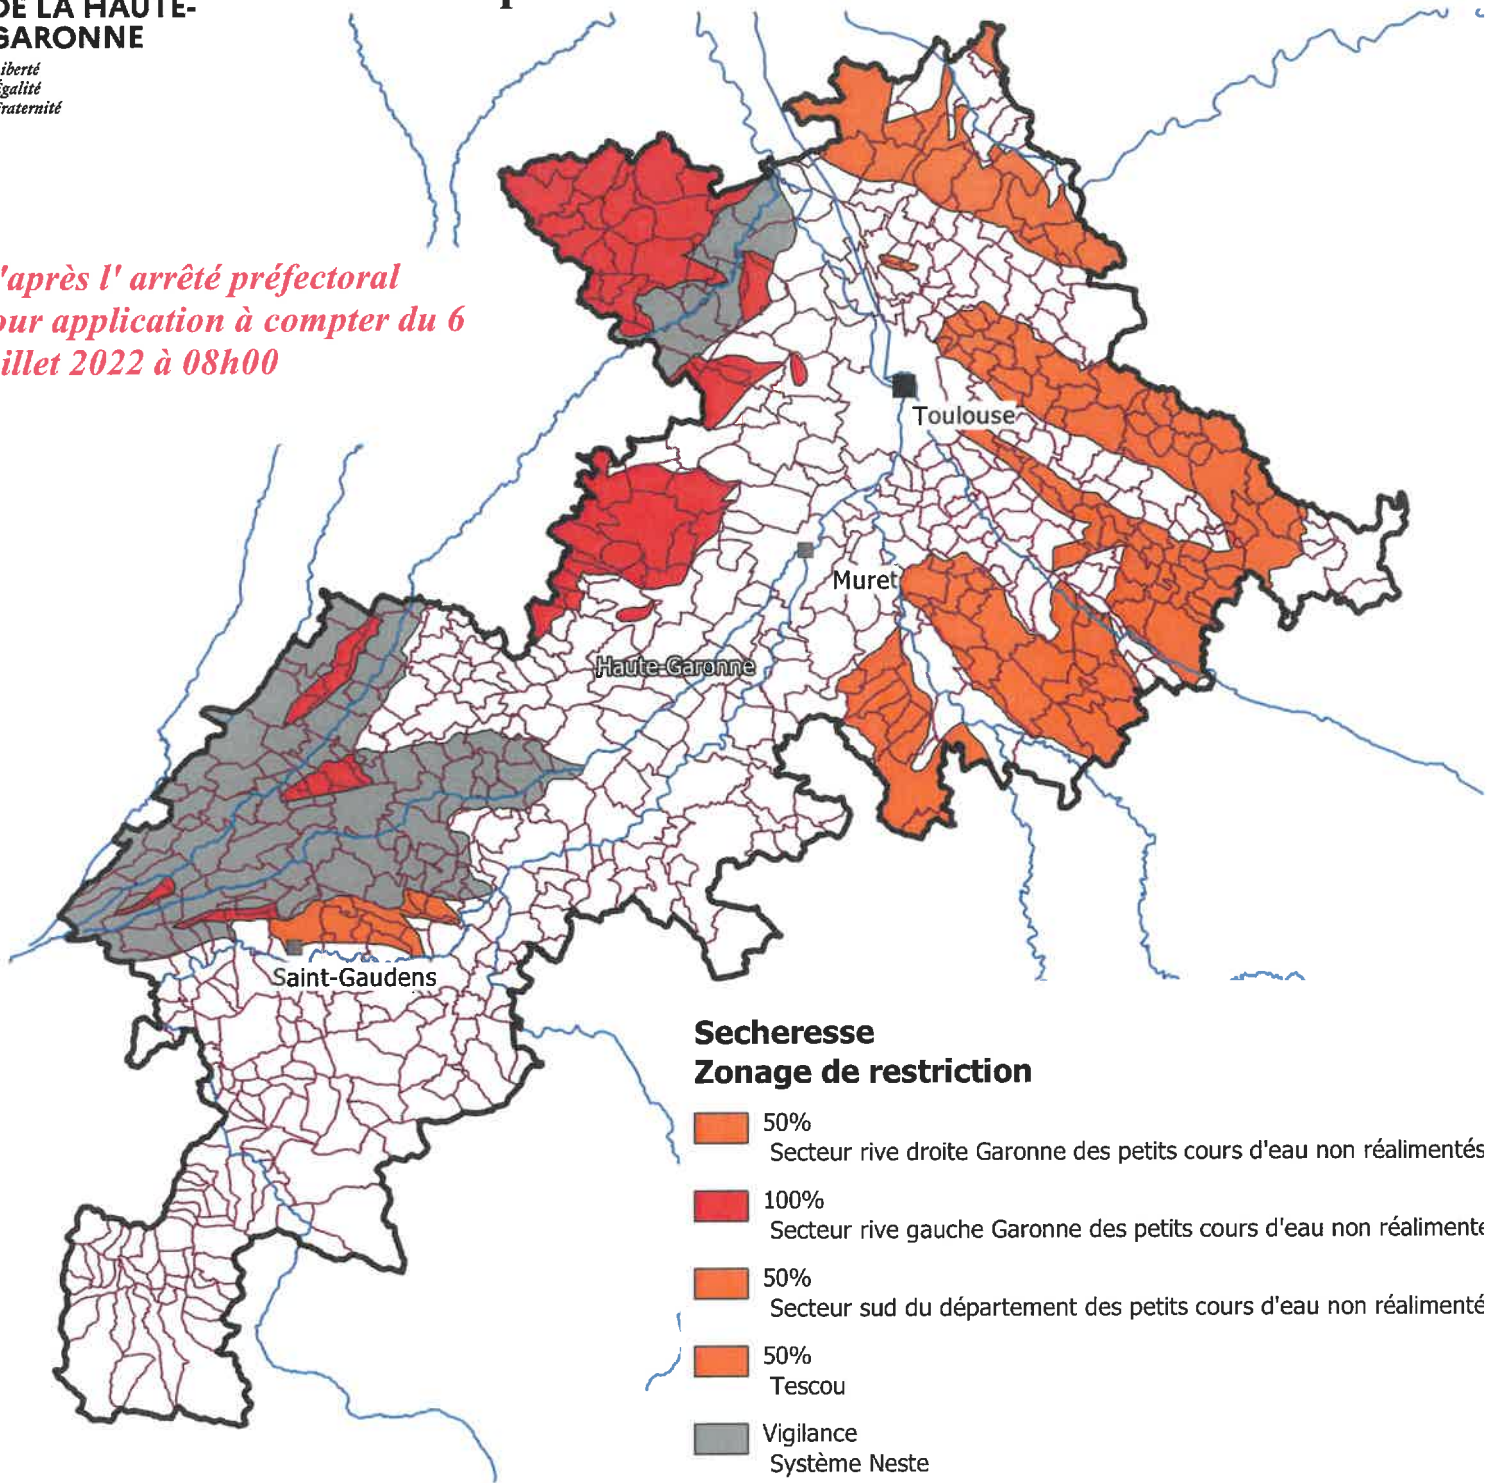 DE LA HAUTE-
GARONNE
Liberté
Égalité
Fraternité
'après l' arrêté préfectoral
our application à compter du 6
illet 2022 à 08h00
Toulouse
Muret
Haute-Garonne
Saint-Gaudens
Secheresse
Zonage de restriction
50%
Secteur rive droite Garonne des petits cours d'eau non réalimentés
100%
Secteur rive gauche Garonne des petits cours d'eau non réalimenté
50%
Secteur sud du département des petits cours d'eau non réalimenté
50%
Tescou
Vigilance
Système Neste